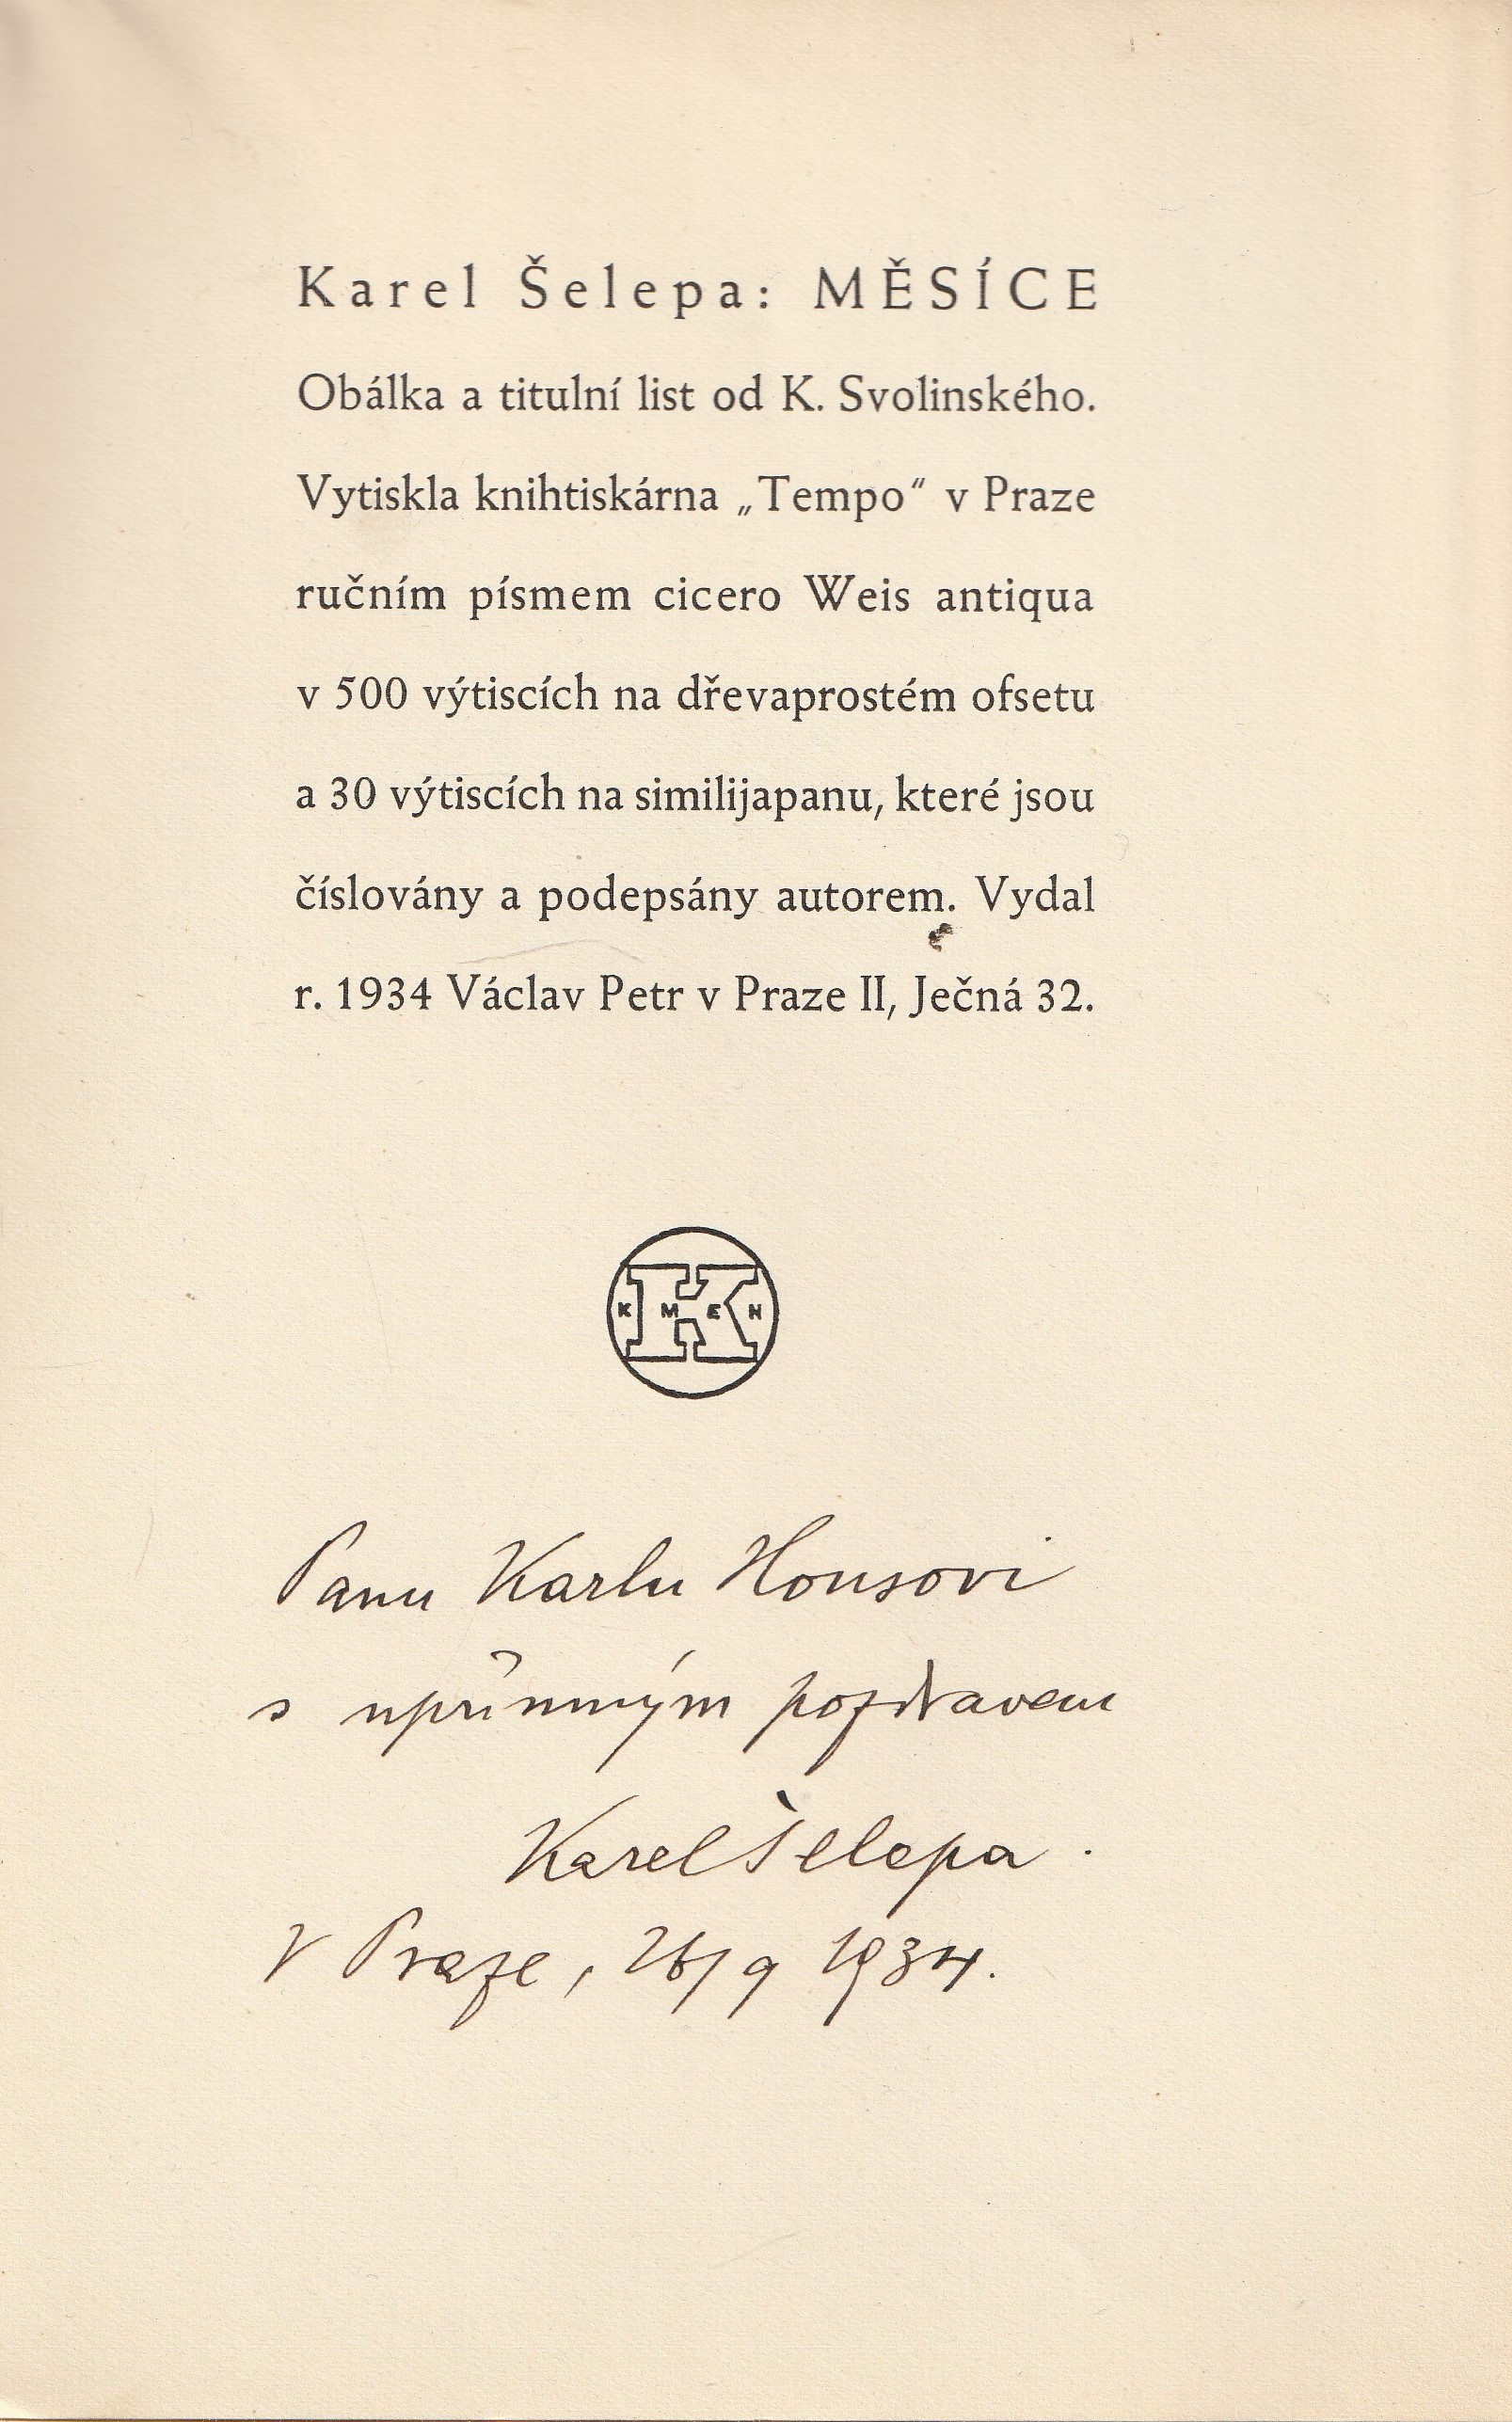 Karel Šelepa: MĚSÍCE
Obálka a titulní list od K. Svolinského.
Vytiskla knihtiskárna „Tempo“ v Praze
ručním písmem cicero Weis antiqua
v 500 výtiscích na dřevaprostém ofsetu
a 30 výtiscích na similijapanu, které jsou
číslovány a podepsány autorem. Vydal
r. 1934 Václav Petr v Praze II, Ječná 32.
K M E N
Panu Karlu Housovi
s upřímným pozdravem
Karel Šelepa.
V Praze, 26/9 1934.